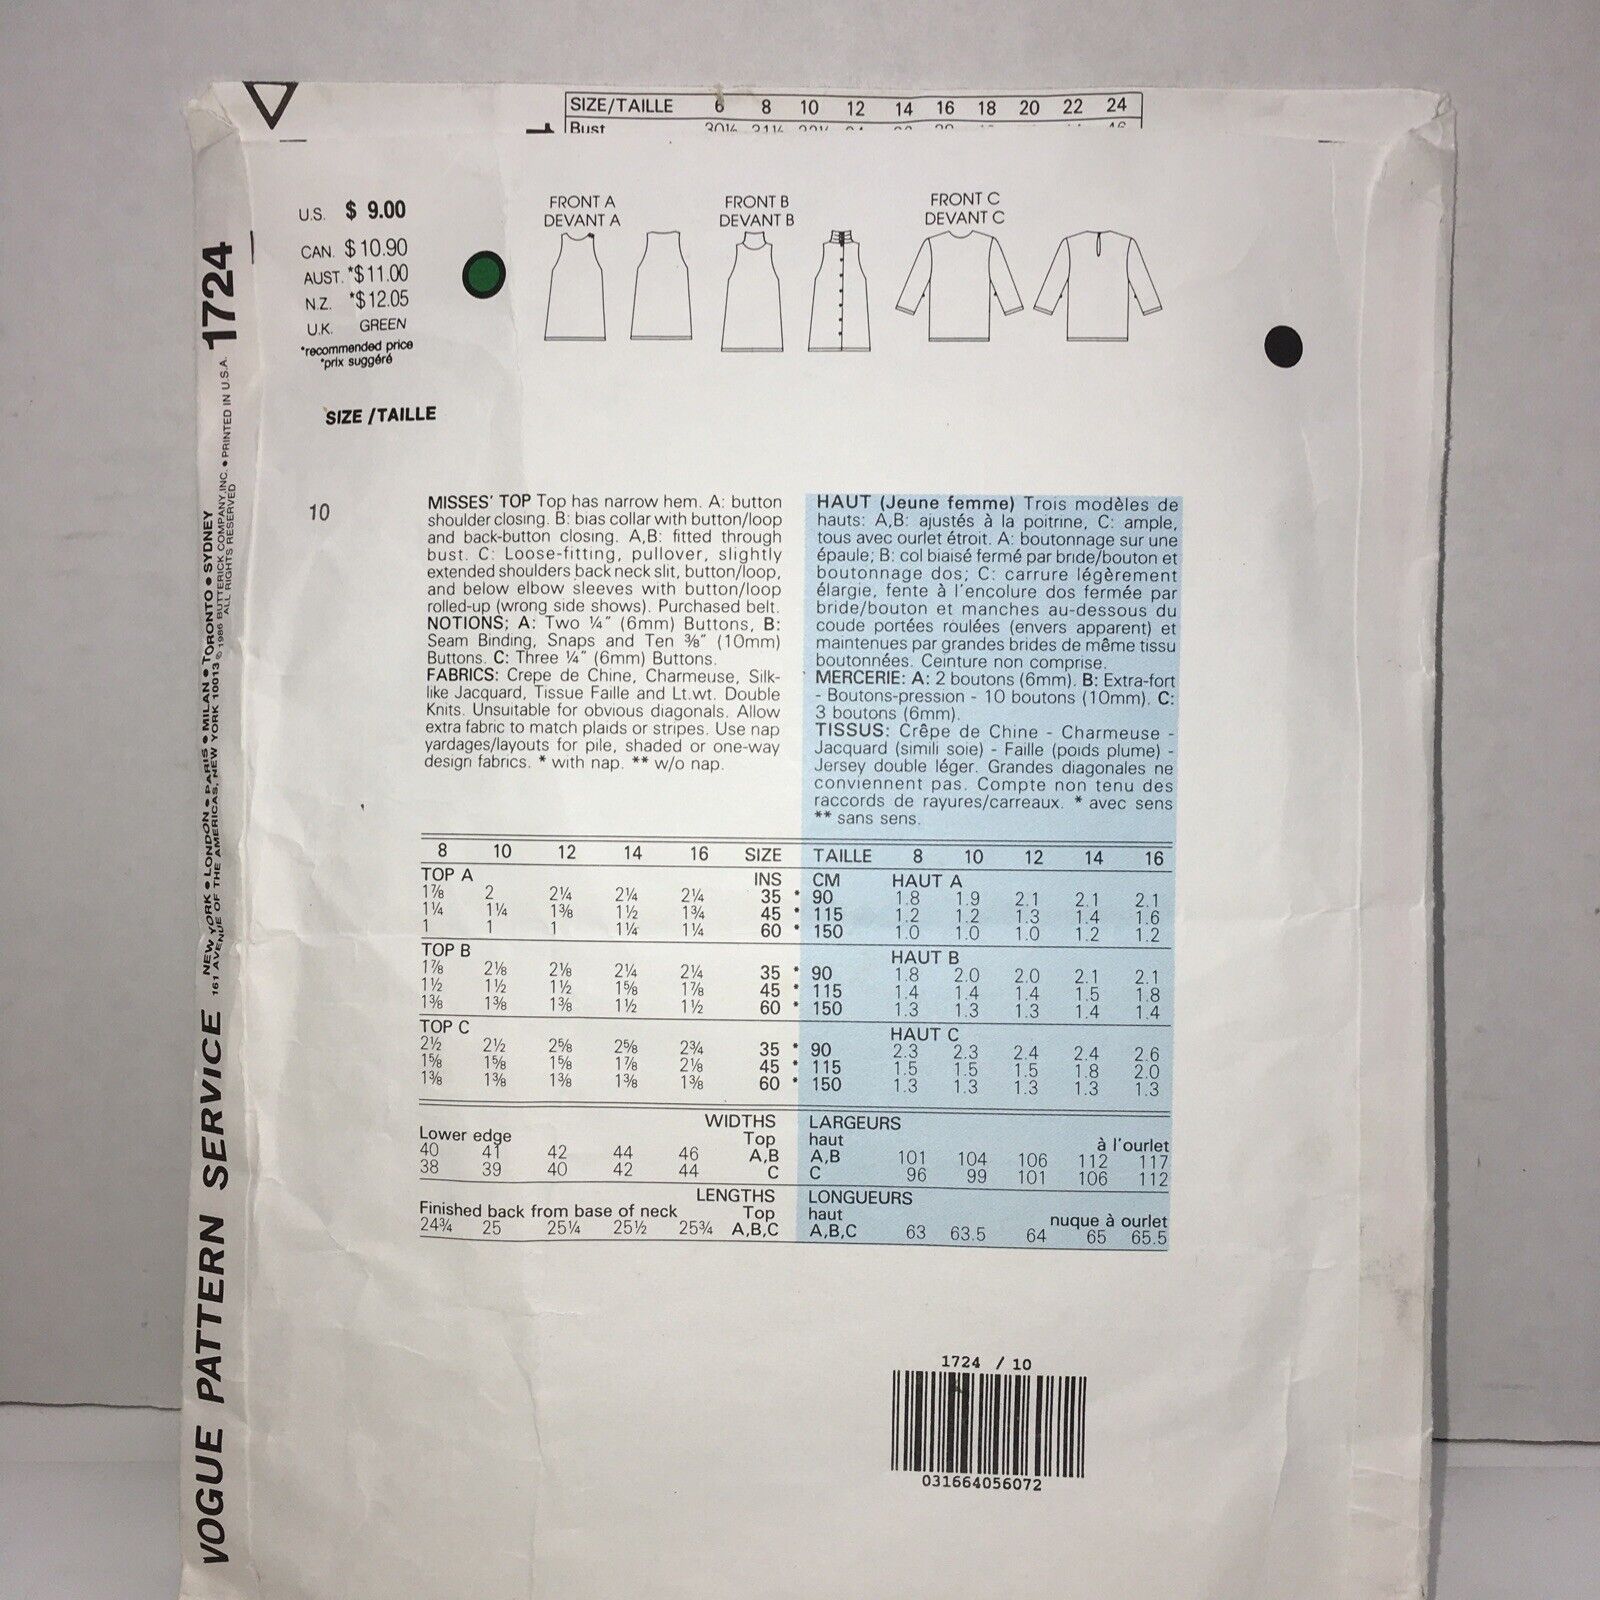 SIZE/TAILLE 6 8 10 12 14 16 18 20 22 24
Bust
U.S. $ 9.00
CAN. $10.90
AUST. *$11.00
N.Z. *$12.05
U.K. GREEN
*recommended price
*prix suggéré
SIZE /TAILLE
10
FRONT A
DEVANT A
FRONT B
DEVANT B
FRONT C
DEVANT C
MISSES' TOP Top has narrow hem. A: button
shoulder closing. B: bias collar with button/loop
and back-button closing. A,B: fitted through
bust. C: Loose-fitting, pullover, slightly
extended shoulders back neck slit, button/loop,
and below elbow sleeves with button/loop
rolled-up (wrong side shows). Purchased belt.
NOTIONS; A: Two ¼" (6mm) Buttons, B:
Seam Binding, Snaps and Ten ⅜" (10mm)
Buttons. C: Three ¼" (6mm) Buttons.
FABRICS: Crepe de Chine, Charmeuse, Silk-
like Jacquard, Tissue Faille and Lt.wt. Double
Knits. Unsuitable for obvious diagonals. Allow
extra fabric to match plaids or stripes. Use nap
yardages/layouts for pile, shaded or one-way
design fabrics. * with nap. ** w/o nap.
HAUT (Jeune femme) Trois modèles de
hauts: A,B: ajustés à la poitrine, C: ample,
tous avec ourlet étroit. A: boutonnage sur une
épaule; B: col biaisé fermé par bride/bouton et
boutonnage dos; C: carrure légèrement
élargie, fente à l'encolure dos fermée par
bride/bouton et manches au-dessous du
coude portées roulées (envers apparent) et
maintenues par grandes brides de même tissu
boutonnées. Ceinture non comprise.
MERCERIE: A: 2 boutons (6mm). B: Extra-fort
- Boutons-pression - 10 boutons (10mm). C:
3 boutons (6mm).
TISSUS: Crêpe de Chine - Charmeuse -
Jacquard (simili soie) - Faille (poids plume) -
Jersey double léger. Grandes diagonales ne
conviennent pas. Compte non tenu des
raccords de rayures/carreaux. * avec sens
** sans sens.
8 10 12 14 16 SIZE TAILLE 8 10 12 14 16
TOP A INS CM HAUT A
1⅞ 2 2¼ 2¼ 2¼ 35 * 90 1.8 1.9 2.1 2.1 2.1
1¼ 1¼ 1⅜ 1½ 1¾ 45 * 115 1.2 1.2 1.3 1.4 1.6
1 1 1 1¼ 1¼ 60 * 150 1.0 1.0 1.0 1.2 1.2
TOP B HAUT B
1⅞ 2⅛ 2⅛ 2¼ 2¼ 35 * 90 1.8 2.0 2.0 2.1 2.1
1½ 1½ 1½ 1⅝ 1⅞ 45 * 115 1.4 1.4 1.4 1.5 1.8
1⅜ 1⅜ 1⅜ 1½ 1½ 60 * 150 1.3 1.3 1.3 1.4 1.4
TOP C HAUT C
2½ 2½ 2⅝ 2⅝ 2¾ 35 * 90 2.3 2.3 2.4 2.4 2.6
1⅝ 1⅝ 1⅝ 1⅞ 2⅛ 45 * 115 1.5 1.5 1.5 1.8 2.0
1⅜ 1⅜ 1⅜ 1⅜ 1⅜ 60 * 150 1.3 1.3 1.3 1.3 1.3
WIDTHS LARGEURS
Lower edge Top haut à l'ourlet
40 41 42 44 46 A,B A,B 101 104 106 112 117
38 39 40 42 44 C C 96 99 101 106 112
LENGTHS LONGUEURS
Finished back from base of neck Top haut nuque à ourlet
24¾ 25 25¼ 25½ 25¾ A,B,C A,B,C 63 63.5 64 65 65.5
1724 / 10
031664056072
VOGUE PATTERN SERVICE NEW YORK • LONDON • PARIS • MILAN • TORONTO • SYDNEY
161 AVENUE OF THE AMERICAS, NEW YORK 10013 © 1986 BUTTERICK COMPANY, INC. • PRINTED IN U.S.A.
ALL RIGHTS RESERVED
1724